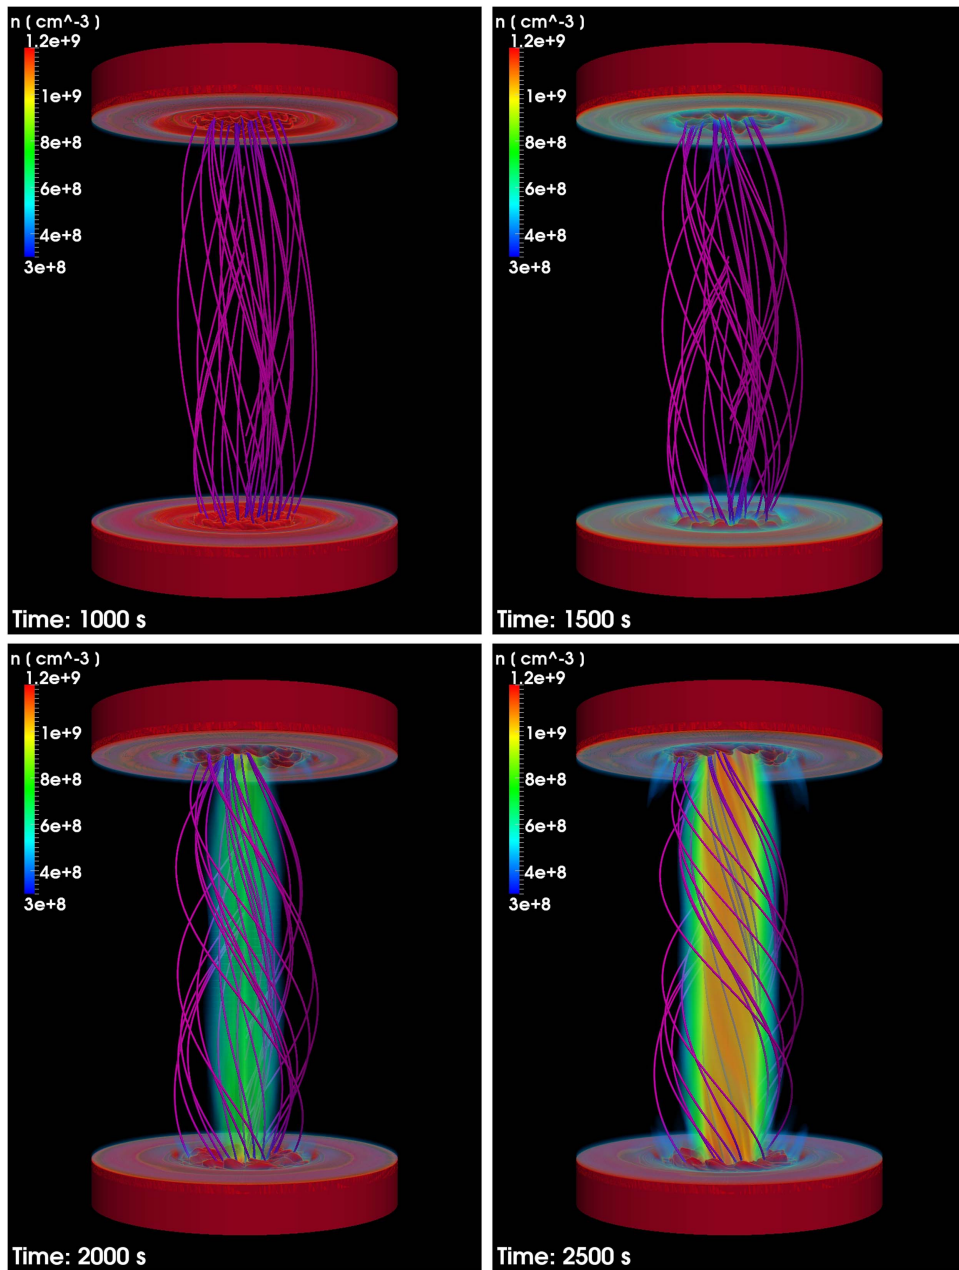 n ( cm^-3 )
1.2e+9
1e+9
8e+8
6e+8
4e+8
3e+8
Time: 1000 s
n ( cm^-3 )
1.2e+9
1e+9
8e+8
6e+8
4e+8
3e+8
Time: 1500 s
n ( cm^-3 )
1.2e+9
1e+9
8e+8
6e+8
4e+8
3e+8
Time: 2000 s
n ( cm^-3 )
1.2e+9
1e+9
8e+8
6e+8
4e+8
3e+8
Time: 2500 s